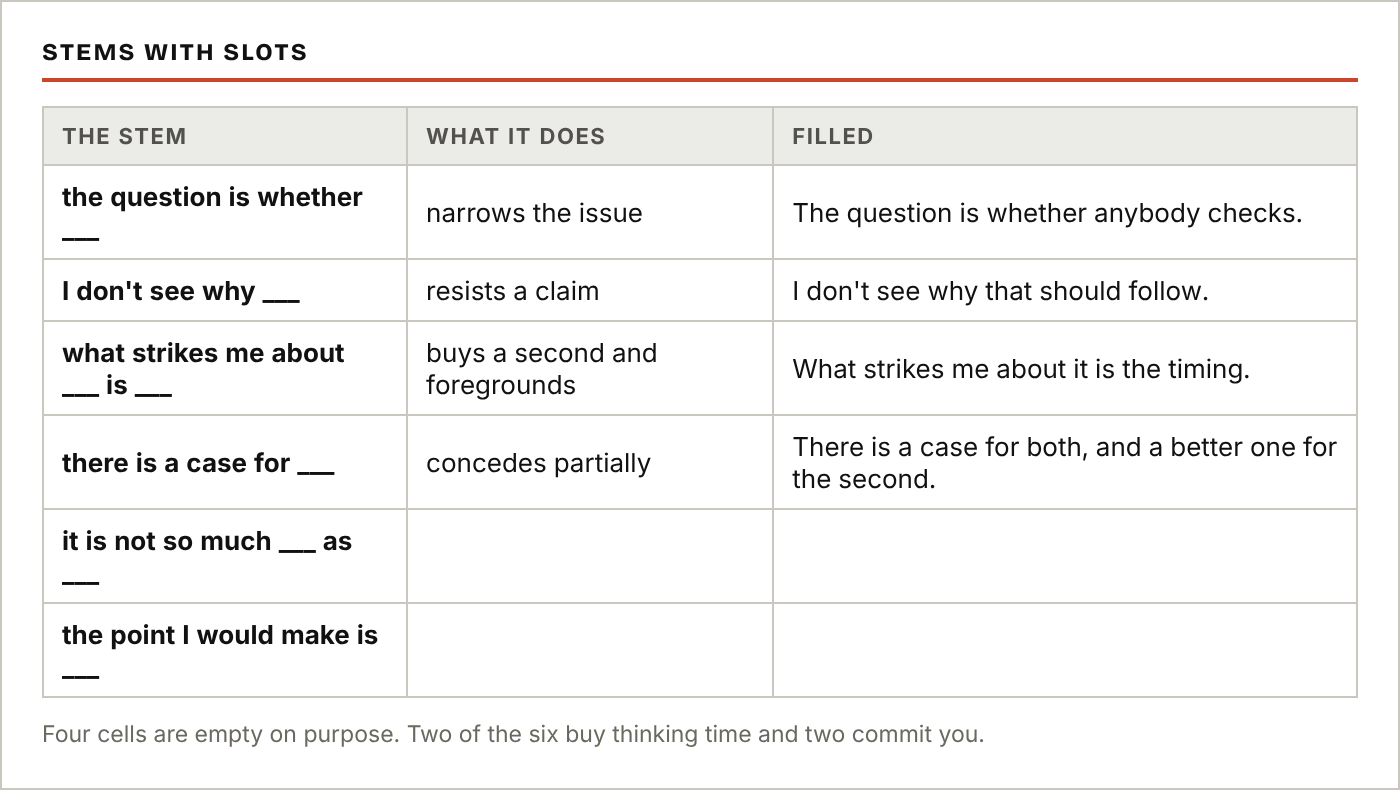 STEMS WITH SLOTS
THE STEM
WHAT IT DOES
FILLED
the question is whether
___
narrows the issue
The question is whether anybody checks.
I don't see why ___
resists a claim
I don't see why that should follow.
what strikes me about
___ is ___
buys a second and
foregrounds
What strikes me about it is the timing.
there is a case for ___
concedes partially
There is a case for both, and a better one for
the second.
it is not so much ___ as
___
the point I would make is
___
Four cells are empty on purpose. Two of the six buy thinking time and two commit you.